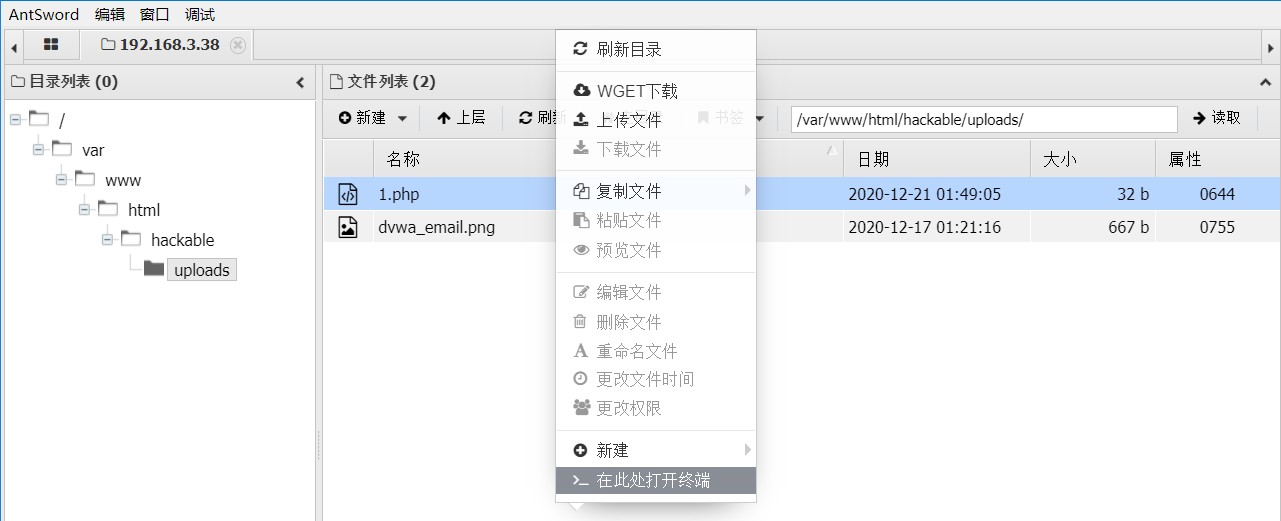 AntSword 编辑 窗口 调试
192.168.3.38
目录列表 (0)
/
var
www
html
hackable
uploads
文件列表 (2)
新建 上层 刷新 书签 /var/www/html/hackable/uploads/ 读取
名称 日期 大小 属性
1.php 2020-12-21 01:49:05 32 b 0644
dvwa_email.png 2020-12-17 01:21:16 667 b 0755
刷新目录
WGET下载
上传文件
下载文件
复制文件
粘贴文件
预览文件
编辑文件
删除文件
重命名文件
更改文件时间
更改权限
新建
在此处打开终端